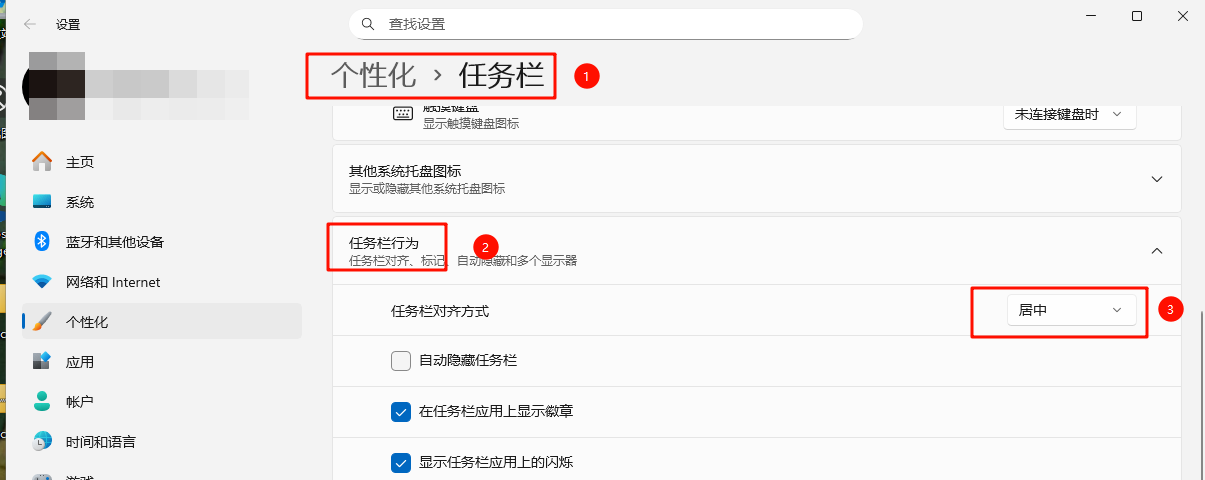 设置
查找设置
个性化 › 任务栏
1
触摸键盘
显示触摸键盘图标
未连接键盘时
主页
其他系统托盘图标
显示或隐藏其他系统托盘图标
系统
任务栏行为
2
任务栏对齐、标记、自动隐藏和多个显示器
蓝牙和其他设备
网络和 Internet
任务栏对齐方式
居中
3
个性化
自动隐藏任务栏
应用
帐户
在任务栏应用上显示徽章
时间和语言
显示任务栏应用上的闪烁
游戏